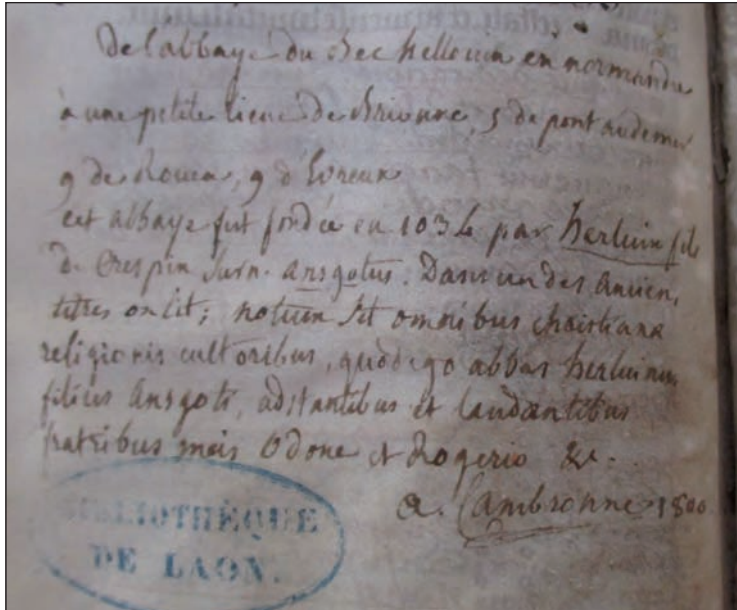 De l'abbaye du Bec hellouin en normandie
à une petite lieue de Brionne, 5 de pont audemer
9 de Rouen, 9 d'Evreux
cet abbaye fut fondée en 1034 par herluin fils
de Crespin surn. ansgotus. Dans un des anciens
titres on lit; notum sit omnibus christiana
religionis cultoribus, quod ego abbas herluinus
filius ansgoti, adstantibus et laudantibus
fratribus meis Odone et Rogerio &c.
a. Cambronne 1800
BIBLIOTHÈQUE
DE LAON.